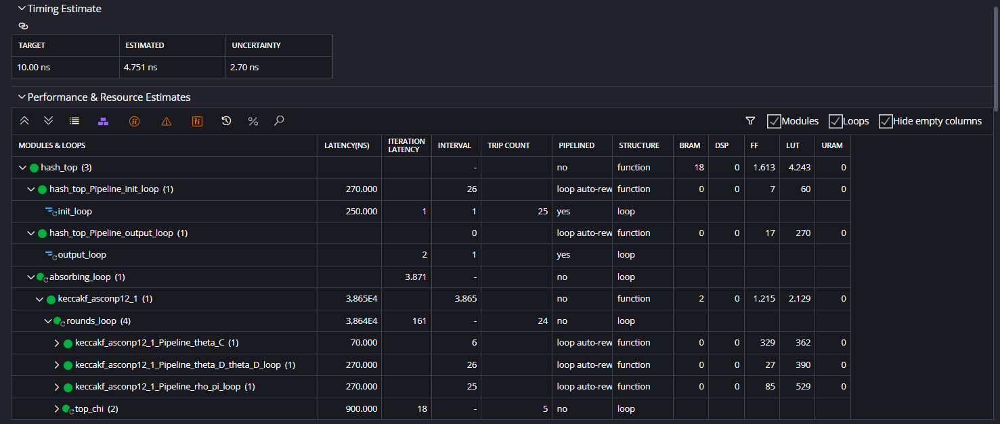 Timing Estimate
TARGET ESTIMATED UNCERTAINTY
10.00 ns 4.751 ns 2.70 ns
Performance & Resource Estimates
Modules Loops Hide empty columns
MODULES & LOOPS LATENCY(NS) ITERATION LATENCY INTERVAL TRIP COUNT PIPELINED STRUCTURE BRAM DSP FF LUT URAM
hash_top (3) - no function 18 0 1.613 4.243 0
hash_top_Pipeline_init_loop (1) 270.000 26 loop auto-rew function 0 0 7 60 0
init_loop 250.000 1 1 25 yes loop
hash_top_Pipeline_output_loop (1) 0 loop auto-rew function 0 0 17 270 0
output_loop 2 1 yes loop
absorbing_loop (1) 3.871 - no loop
keccakf_asconp12_1 (1) 3,865E4 3.865 no function 2 0 1.215 2.129 0
rounds_loop (4) 3,864E4 161 - 24 no loop
keccakf_asconp12_1_Pipeline_theta_C (1) 70.000 6 loop auto-rew function 0 0 329 362 0
keccakf_asconp12_1_Pipeline_theta_D_theta_D_loop (1) 270.000 26 loop auto-rew function 0 0 27 390 0
keccakf_asconp12_1_Pipeline_rho_pi_loop (1) 270.000 25 loop auto-rew function 0 0 85 529 0
top_chi (2) 900.000 18 - 5 no loop